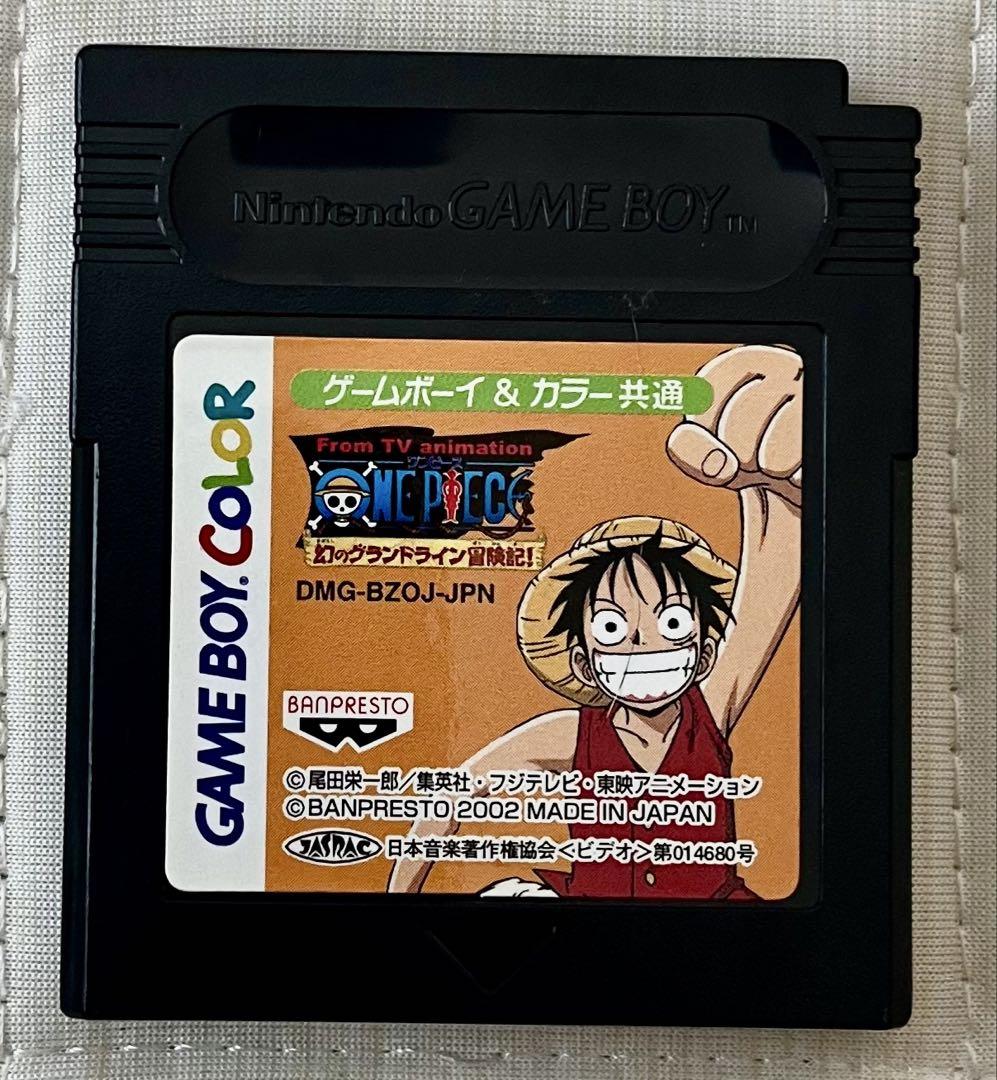 Nintendo GAME BOY™
GAME BOY COLOR
ゲームボーイ & カラー共通
From TV animation
ワンピース
ONE PIECE
幻のグランドライン冒険記!
DMG-BZOJ-JPN
BANPRESTO
©尾田栄一郎/集英社・フジテレビ・東映アニメーション
©BANPRESTO 2002 MADE IN JAPAN
JASRAC 日本音楽著作権協会<ビデオ>第014680号